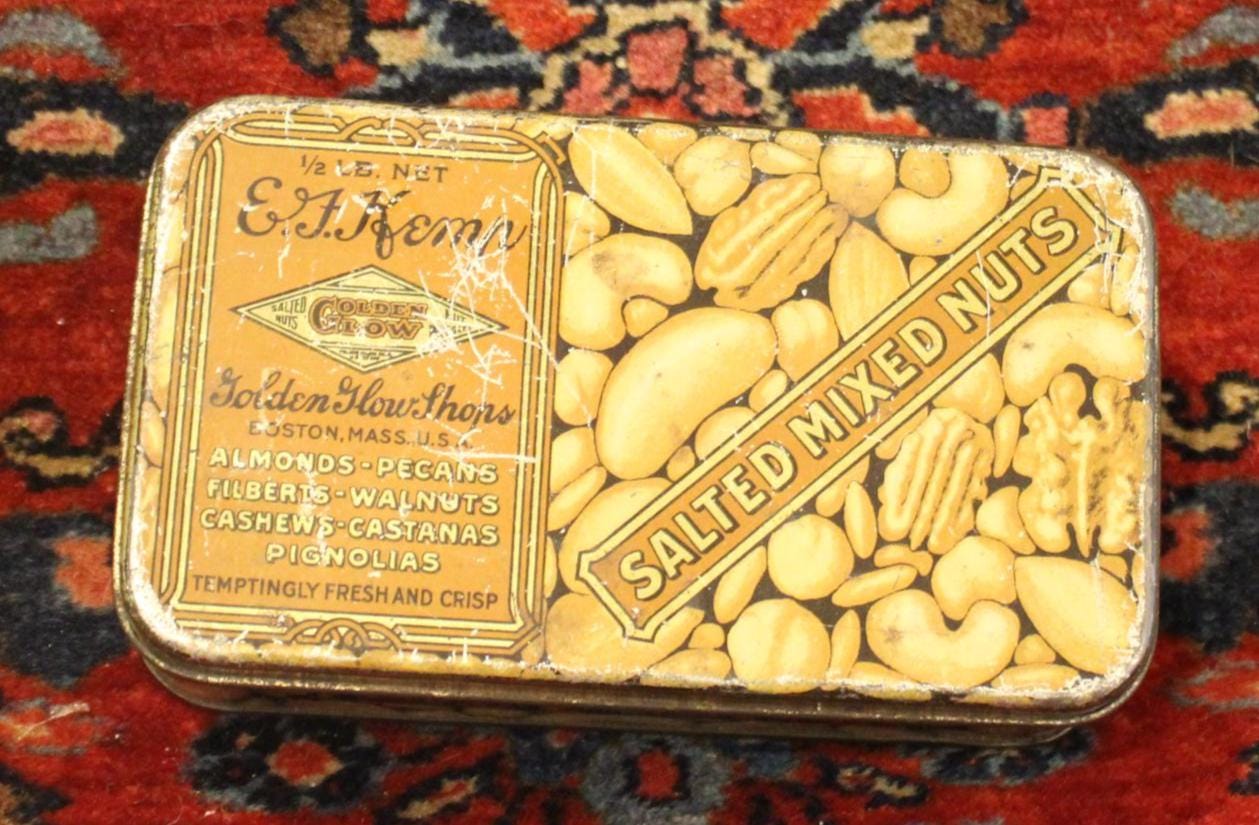 ½ LB. NET
E.F. Kemp
SALTED
NUTS
GOLDEN
GLOW
Golden Glow Shops
BOSTON, MASS. U.S.A.
ALMONDS - PECANS
FILBERTS - WALNUTS
CASHEWS - CASTANAS
PIGNOLIAS
TEMPTINGLY FRESH AND CRISP
SALTED MIXED NUTS